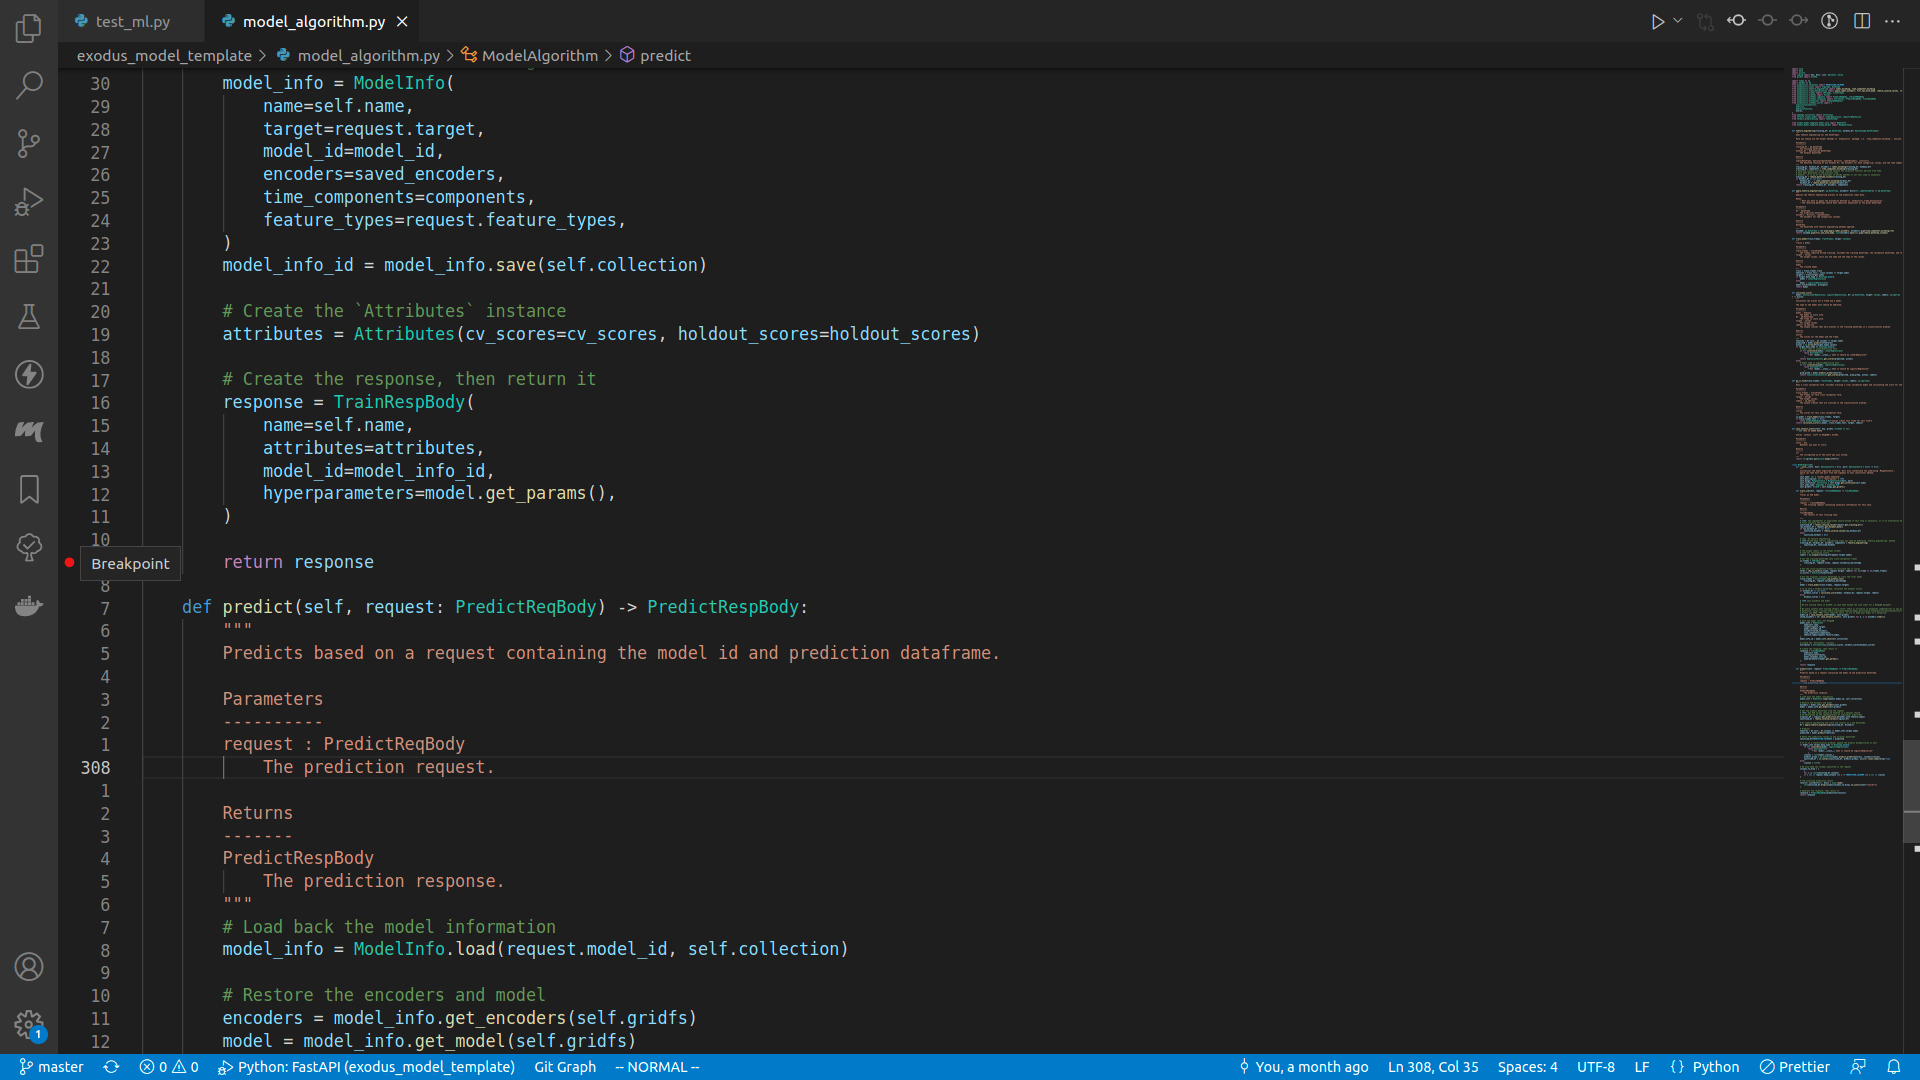 test_ml.py
model_algorithm.py
exodus_model_template > model_algorithm.py > ModelAlgorithm > predict
30 model_info = ModelInfo(
29 name=self.name,
28 target=request.target,
27 model_id=model_id,
26 encoders=saved_encoders,
25 time_components=components,
24 feature_types=request.feature_types,
23 )
22 model_info_id = model_info.save(self.collection)
21
20 # Create the `Attributes` instance
19 attributes = Attributes(cv_scores=cv_scores, holdout_scores=holdout_scores)
18
17 # Create the response, then return it
16 response = TrainRespBody(
15 name=self.name,
14 attributes=attributes,
13 model_id=model_info_id,
12 hyperparameters=model.get_params(),
11 )
10
Breakpoint return response
8
7 def predict(self, request: PredictReqBody) -> PredictRespBody:
6 """
5 Predicts based on a request containing the model id and prediction dataframe.
4
3 Parameters
2 ----------
1 request : PredictReqBody
308 The prediction request.
1
2 Returns
3 -------
4 PredictRespBody
5 The prediction response.
6 """
7 # Load back the model information
8 model_info = ModelInfo.load(request.model_id, self.collection)
9
10 # Restore the encoders and model
11 encoders = model_info.get_encoders(self.gridfs)
12 model = model_info.get_model(self.gridfs)
1
master 0 0 Python: FastAPI (exodus_model_template) Git Graph -- NORMAL -- You, a month ago Ln 308, Col 35 Spaces: 4 UTF-8 LF {} Python Prettier